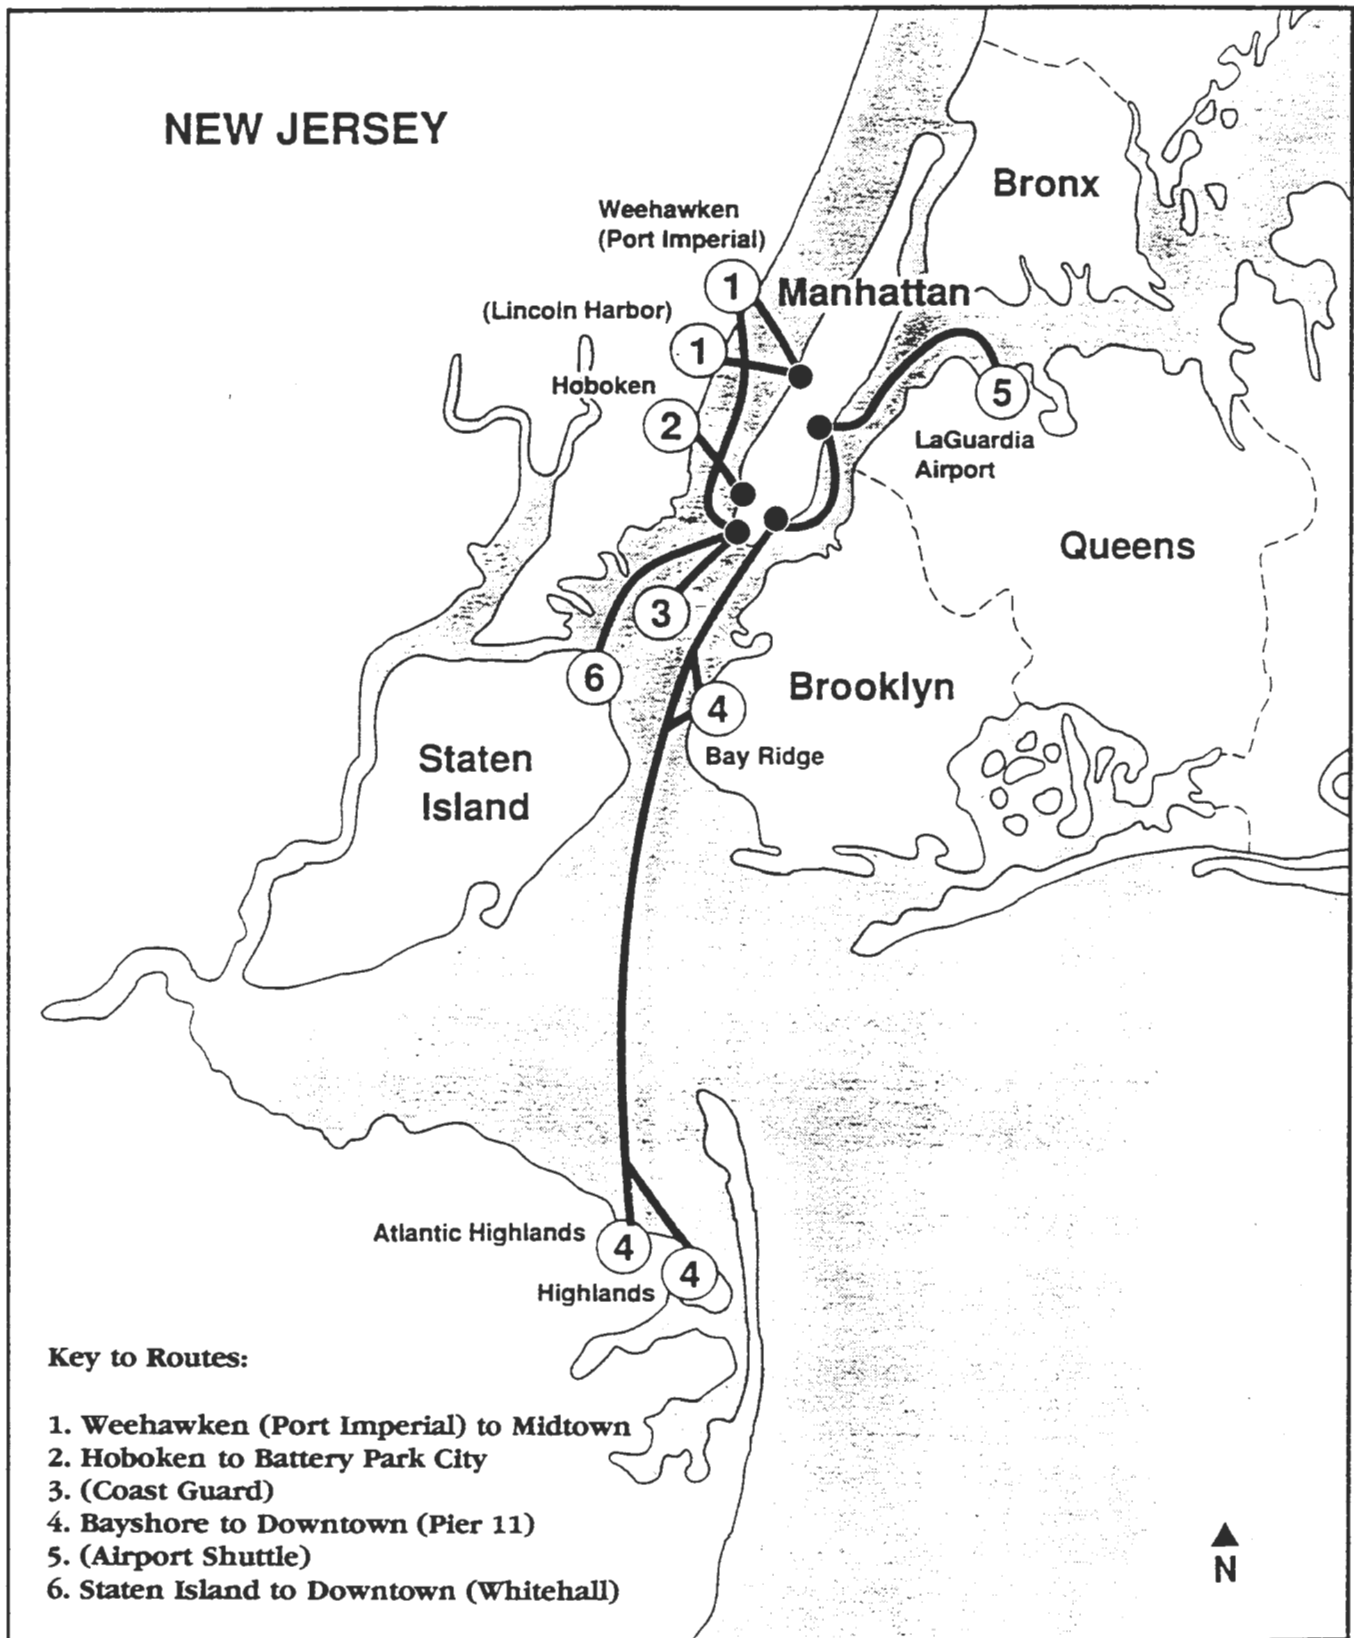 NEW JERSEY
Bronx
Weehawken
(Port Imperial)
1
Manhattan
(Lincoln Harbor)
1
Hoboken
5
2
LaGuardia
Airport
Queens
3
6
Brooklyn
4
Staten
Island
Bay Ridge
Atlantic Highlands
4
4
Highlands
Key to Routes:
1. Weehawken (Port Imperial) to Midtown
2. Hoboken to Battery Park City
3. (Coast Guard)
4. Bayshore to Downtown (Pier 11)
5. (Airport Shuttle)
6. Staten Island to Downtown (Whitehall)
N